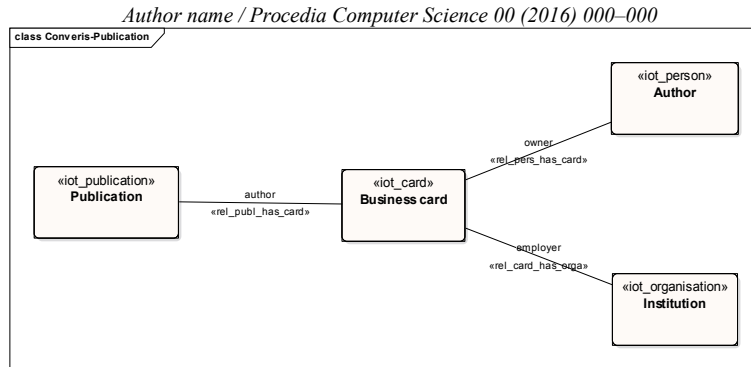 Author name / Procedia Computer Science 00 (2016) 000–000
class Converis-Publication
«iot_person»
Author
owner
«rel_pers_has_card»
«iot_publication»
Publication
author
«rel_publ_has_card»
«iot_card»
Business card
employer
«rel_card_has_orga»
«iot_organisation»
Institution